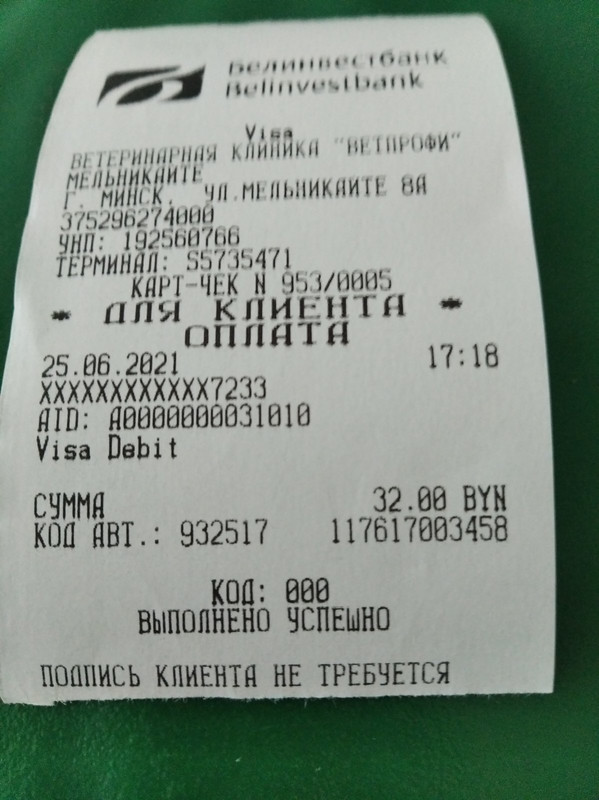 Белинвестбанк
Belinvestbank
Visa
ВЕТЕРИНАРНАЯ КЛИНИКА "ВЕТПРОФИ"
МЕЛЬНИКАЙТЕ
Г. МИНСК, УЛ.МЕЛЬНИКАЙТЕ 8А
375296274000
УНП: 192560766
ТЕРМИНАЛ: S5735471
КАРТ-ЧЕК N 953/0005
* ДЛЯ КЛИЕНТА *
ОПЛАТА
25.06.2021 17:18
XXXXXXXXXXXX7233
AID: A0000000031010
Visa Debit
СУММА 32.00 BYN
КОД АВТ.: 932517 117617003458
КОД: 000
ВЫПОЛНЕНО УСПЕШНО
ПОДПИСЬ КЛИЕНТА НЕ ТРЕБУЕТСЯ